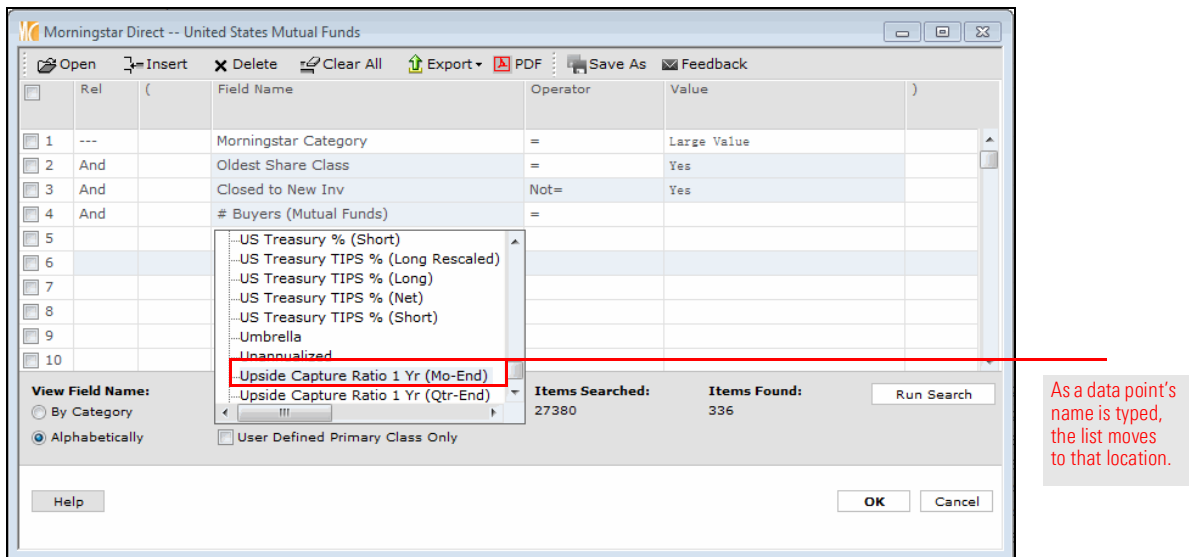 Morningstar Direct -- United States Mutual Funds
Open Insert Delete Clear All Export PDF Save As Feedback
Rel ( Field Name Operator Value )
1 --- Morningstar Category = Large Value
2 And Oldest Share Class = Yes
3 And Closed to New Inv Not= Yes
4 And # Buyers (Mutual Funds) =
5
6
7
8
9
10
US Treasury % (Short)
US Treasury TIPS % (Long Rescaled)
US Treasury TIPS % (Long)
US Treasury TIPS % (Net)
US Treasury TIPS % (Short)
Umbrella
Unannualized
Upside Capture Ratio 1 Yr (Mo-End)
Upside Capture Ratio 1 Yr (Qtr-End)
View Field Name: Items Searched: Items Found: Run Search
By Category 27380 336
Alphabetically User Defined Primary Class Only
Help OK Cancel
As a data point's
name is typed,
the list moves
to that location.